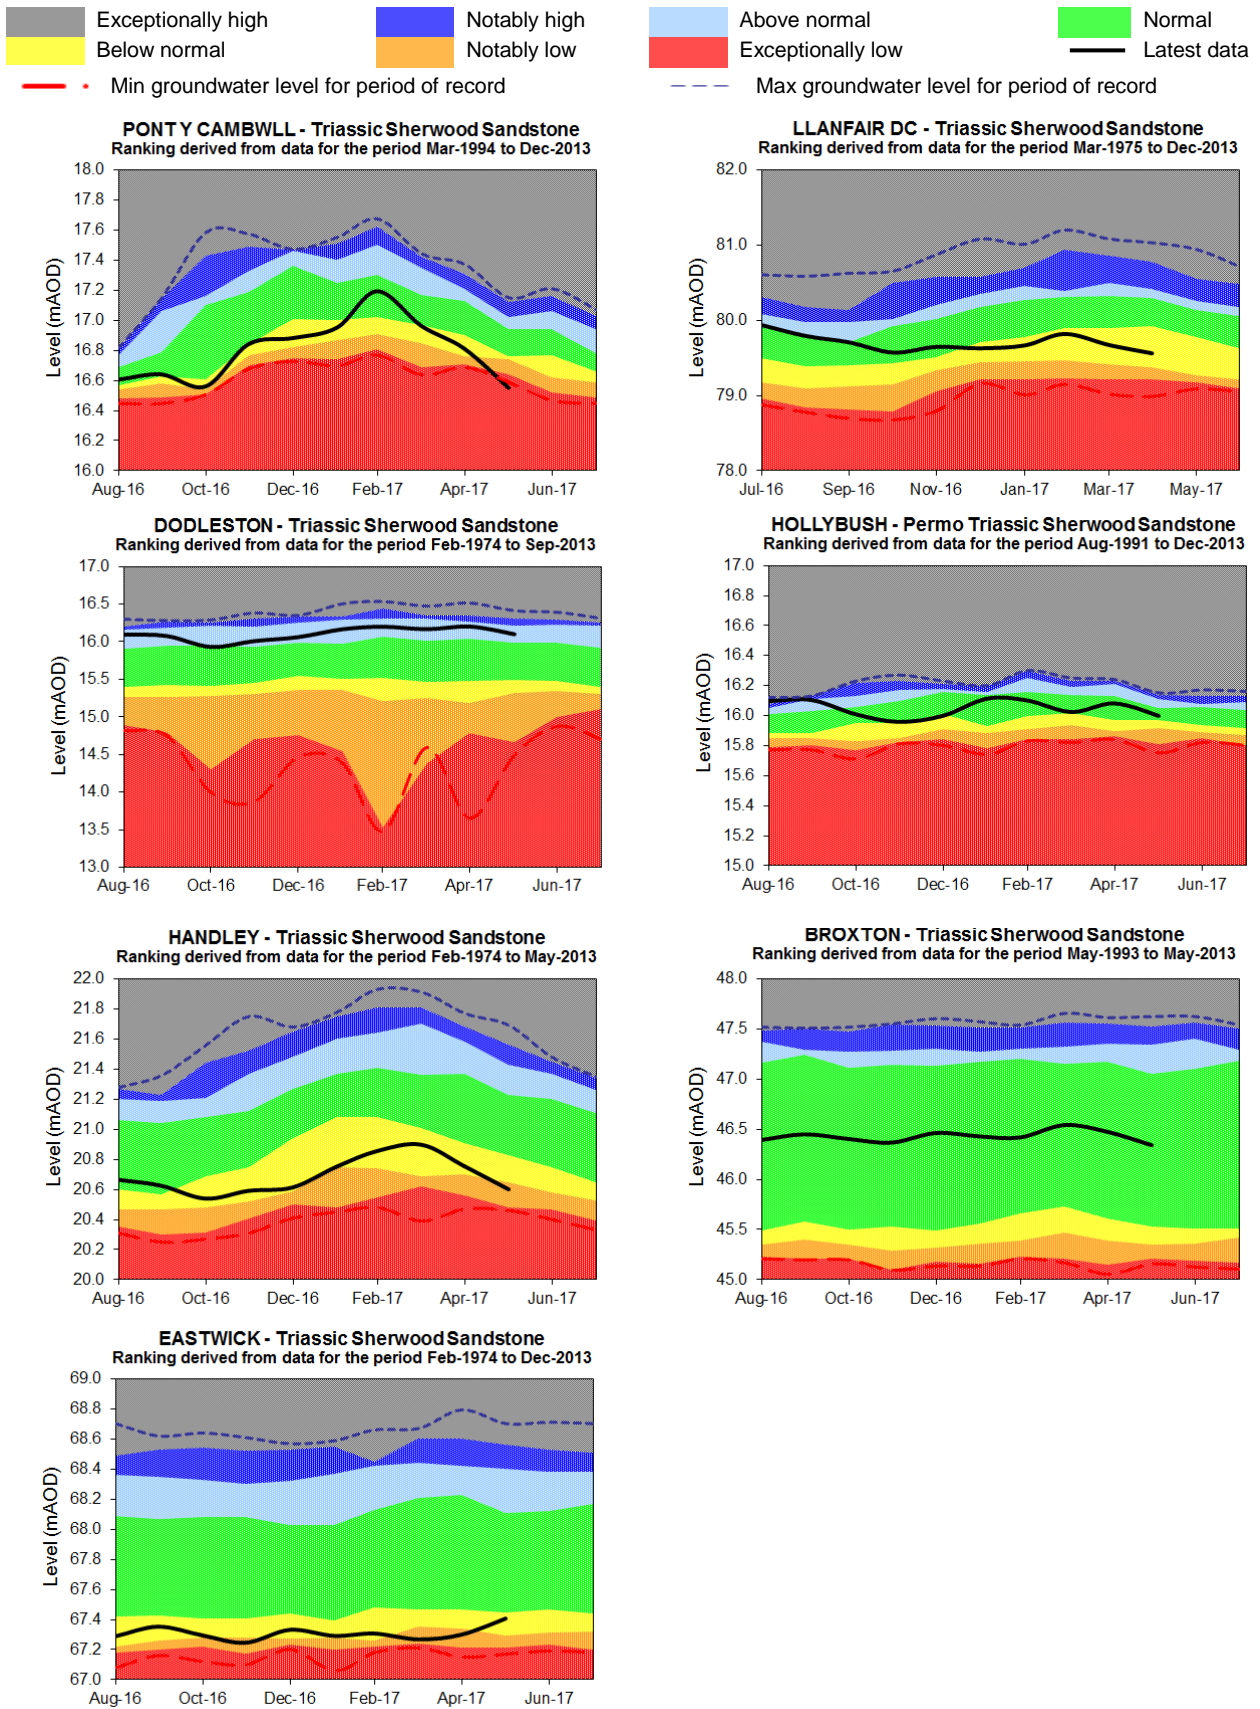 Exceptionally high
Notably high
Above normal
Normal
Below normal
Notably low
Exceptionally low
Latest data
Min groundwater level for period of record
Max groundwater level for period of record
PONT Y CAMBWLL - Triassic Sherwood Sandstone
Ranking derived from data for the period Mar-1994 to Dec-2013
Level (mAOD)
18.0
17.8
17.6
17.4
17.2
17.0
16.8
16.6
16.4
16.2
16.0
Aug-16 Oct-16 Dec-16 Feb-17 Apr-17 Jun-17
LLANFAIR DC - Triassic Sherwood Sandstone
Ranking derived from data for the period Mar-1975 to Dec-2013
Level (mAOD)
82.0
81.0
80.0
79.0
78.0
Jul-16 Sep-16 Nov-16 Jan-17 Mar-17 May-17
DODLESTON - Triassic Sherwood Sandstone
Ranking derived from data for the period Feb-1974 to Sep-2013
Level (mAOD)
17.0
16.5
16.0
15.5
15.0
14.5
14.0
13.5
13.0
Aug-16 Oct-16 Dec-16 Feb-17 Apr-17 Jun-17
HOLLYBUSH - Permo Triassic Sherwood Sandstone
Ranking derived from data for the period Aug-1991 to Dec-2013
Level (mAOD)
17.0
16.8
16.6
16.4
16.2
16.0
15.8
15.6
15.4
15.2
15.0
Aug-16 Oct-16 Dec-16 Feb-17 Apr-17 Jun-17
HANDLEY - Triassic Sherwood Sandstone
Ranking derived from data for the period Feb-1974 to May-2013
Level (mAOD)
22.0
21.8
21.6
21.4
21.2
21.0
20.8
20.6
20.4
20.2
20.0
Aug-16 Oct-16 Dec-16 Feb-17 Apr-17 Jun-17
BROXTON - Triassic Sherwood Sandstone
Ranking derived from data for the period May-1993 to May-2013
Level (mAOD)
48.0
47.5
47.0
46.5
46.0
45.5
45.0
Aug-16 Oct-16 Dec-16 Feb-17 Apr-17 Jun-17
EASTWICK - Triassic Sherwood Sandstone
Ranking derived from data for the period Feb-1974 to Dec-2013
Level (mAOD)
69.0
68.8
68.6
68.4
68.2
68.0
67.8
67.6
67.4
67.2
67.0
Aug-16 Oct-16 Dec-16 Feb-17 Apr-17 Jun-17